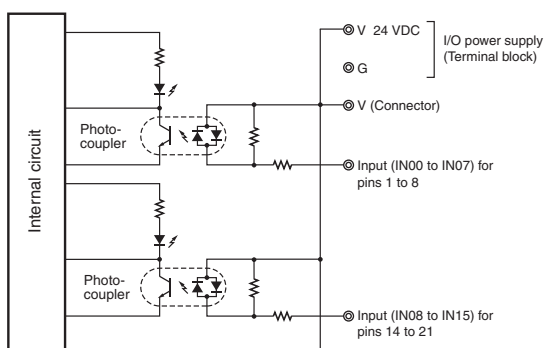 V 24 VDC
I/O power supply
(Terminal block)
G
V (Connector)
Photo-
coupler
Internal circuit
Input (IN00 to IN07) for
pins 1 to 8
Photo-
coupler
Input (IN08 to IN15) for
pins 14 to 21